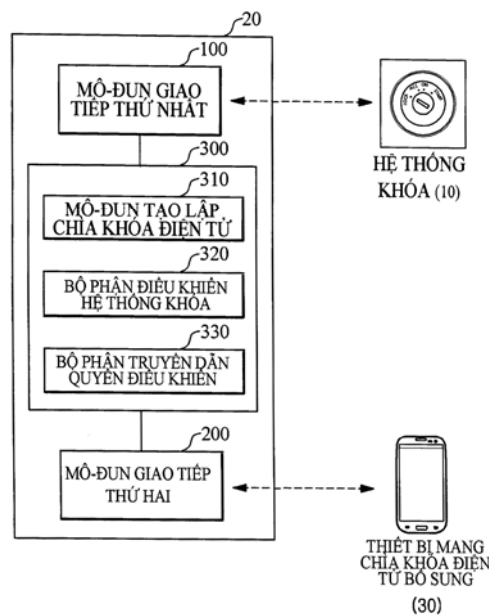 20
100
MÔ-ĐUN GIAO
TIẾP THỨ NHẤT
HỆ THỐNG
KHÓA (10)
300
310
MÔ-ĐUN TẠO LẬP
CHÌA KHÓA ĐIỆN TỬ
320
BỘ PHẬN ĐIỀU KHIỂN
HỆ THỐNG KHÓA
330
BỘ PHẬN TRUYỀN DẪN
QUYỀN ĐIỀU KHIỂN
200
MÔ-ĐUN GIAO TIẾP
THỨ HAI
THIẾT BỊ MANG
CHÌA KHÓA ĐIỆN
TỬ BỔ SUNG
(30)